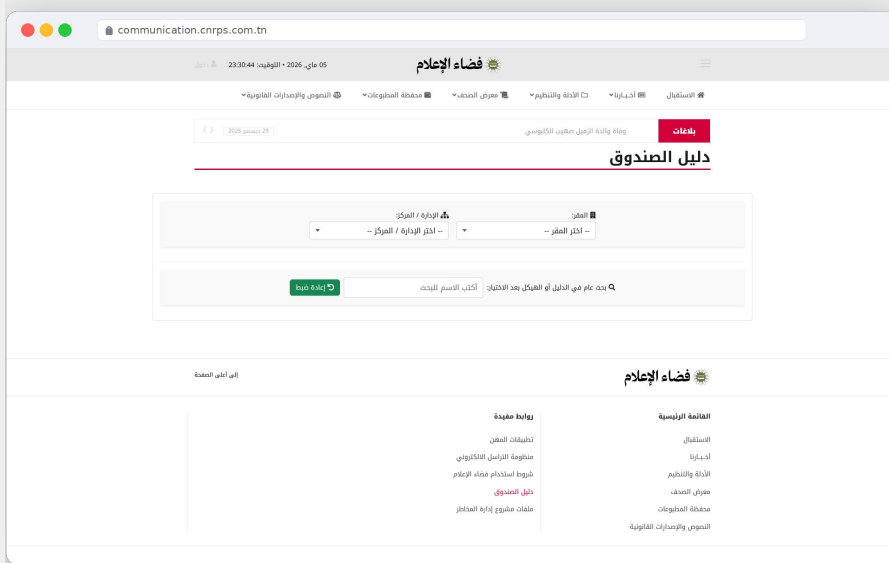 communication.cnrps.com.tn
فضاء الإعلام
05 ماي, 2026 • التوقيت: 23:30:44
دخول
الاستقبال
أخـبـارنا
الأدلة والتنظيم
معرض الصحف
محفظة المطبوعات
النصوص والإصدارات القانونية
بلاغات
وفاة والدة الزميل صهيب الكلبوسي
29 ديسمبر 2025
دليل الصندوق
المقر:
الإدارة / المركز:
-- اختر المقر --
-- اختر الإدارة / المركز --
بحث عام في الدليل أو الهيكل بعد الاختيار:
أكتب الاسم للبحث
إعادة ضبط
فضاء الإعلام
إلى أعلى الصفحة
القائمة الرئيسية
الاستقبال
أخـبـارنا
الأدلة والتنظيم
معرض الصحف
محفظة المطبوعات
النصوص والإصدارات القانونية
روابط مفيدة
تطبيقات المهن
منظومة التراسل الالكتروني
شروط استخدام فضاء الإعلام
دليل الصندوق
ملفات مشروع إدارة المخاطر